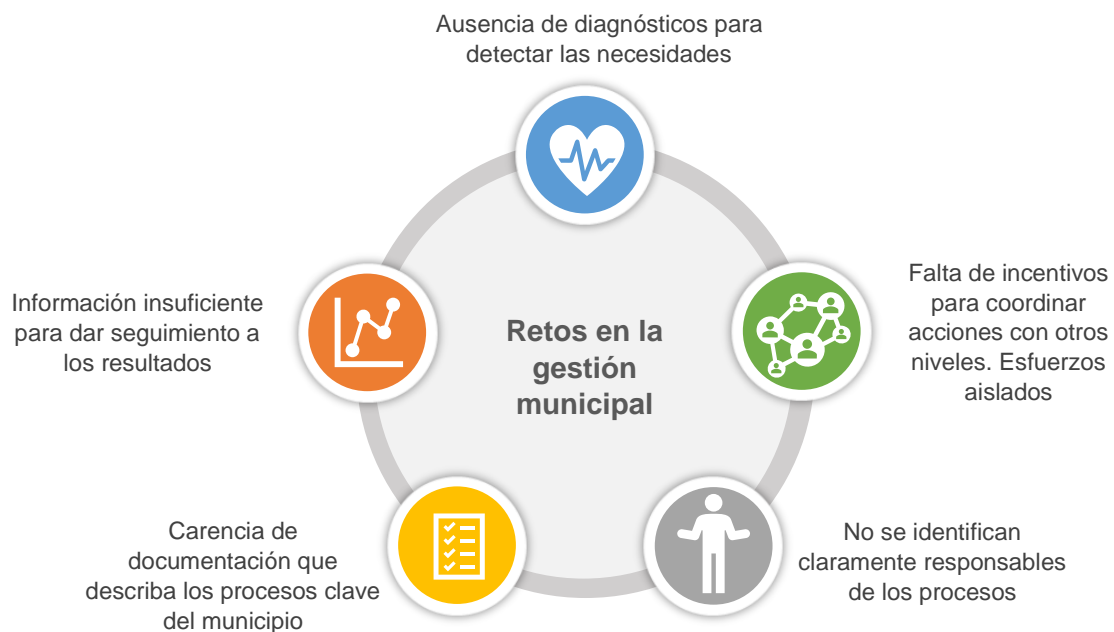 Ausencia de diagnósticos para
detectar las necesidades
Falta de incentivos
para coordinar
acciones con otros
niveles. Esfuerzos
aislados
Información insuficiente
para dar seguimiento a
los resultados
Retos en la
gestión
municipal
Carencia de
documentación que
describa los procesos clave
del municipio
No se identifican
claramente responsables
de los procesos